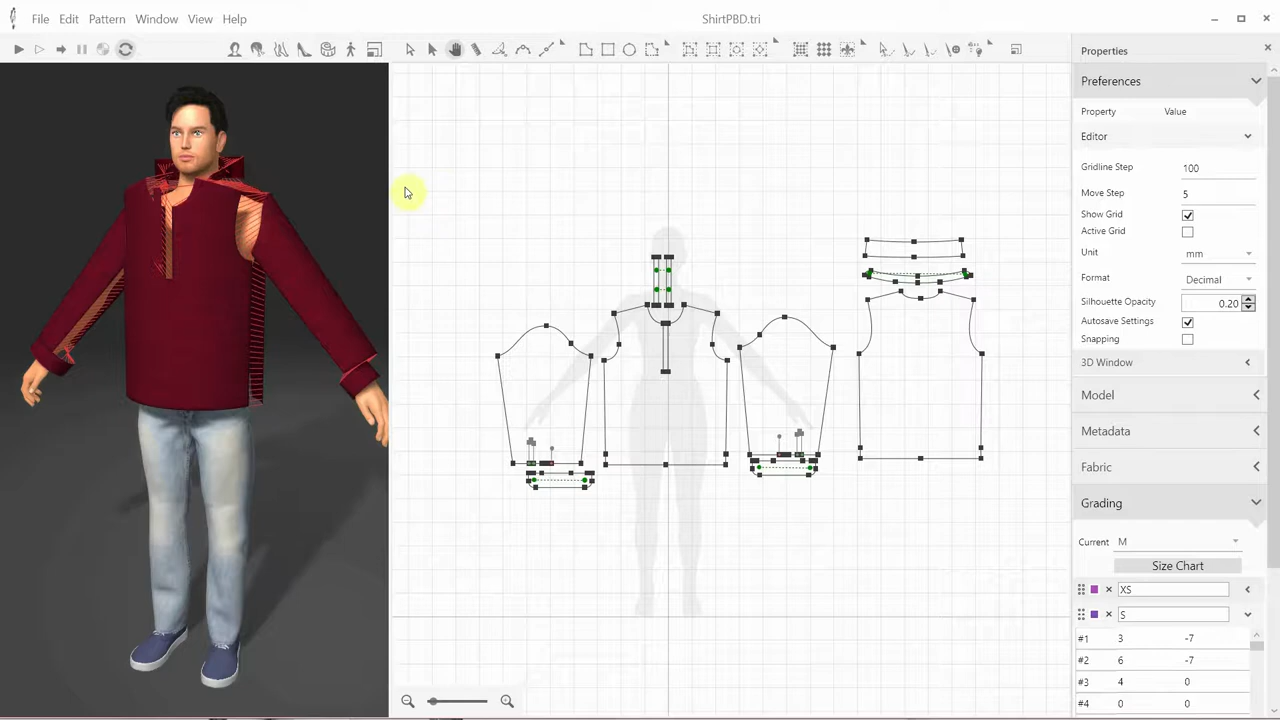 File Edit Pattern Window View Help
ShirtPBD.tri
Properties
Preferences
Property Value
Editor
Gridline Step 100
Move Step 5
Show Grid
Active Grid
Unit mm
Format Decimal
Silhouette Opacity 0.20
Autosave Settings
Snapping
3D Window
Model
Metadata
Fabric
Grading
Current M
Size Chart
XS
S
#1 3 -7
#2 6 -7
#3 4 0
#4 0 0